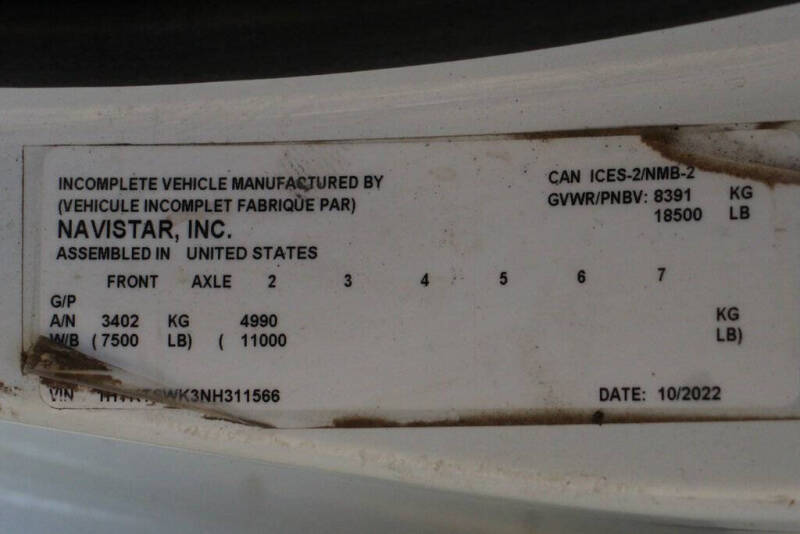 INCOMPLETE VEHICLE MANUFACTURED BY
(VEHICULE INCOMPLET FABRIQUE PAR)
NAVISTAR, INC.
ASSEMBLED IN UNITED STATES
CAN ICES-2/NMB-2
GVWR/PNBV: 8391 KG
18500 LB
FRONT AXLE 2 3 4 5 6 7
G/P
A/N 3402 KG 4990 KG
W/B ( 7500 LB) ( 11000 LB)
VIN
DATE: 10/2022